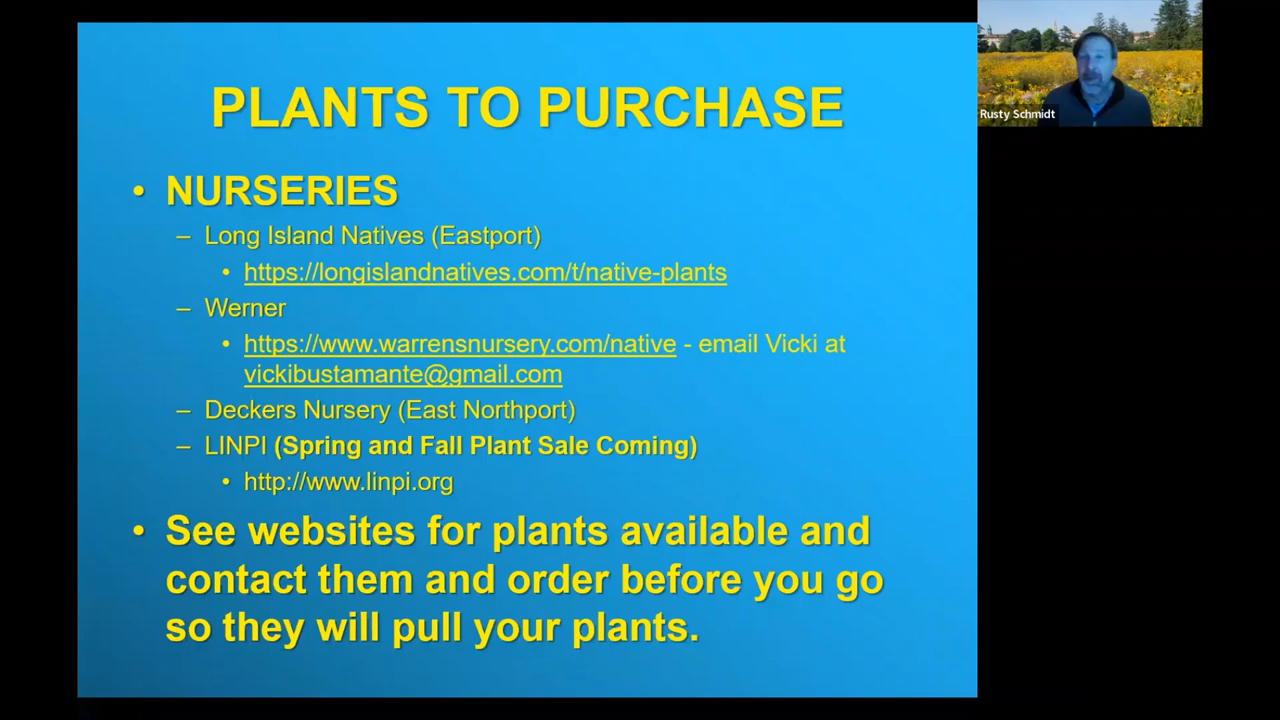 PLANTS TO PURCHASE
• NURSERIES
– Long Island Natives (Eastport)
• https://longislandnatives.com/t/native-plants
– Werner
• https://www.warrensnursery.com/native - email Vicki at
vickibustamante@gmail.com
– Deckers Nursery (East Northport)
– LINPI (Spring and Fall Plant Sale Coming)
• http://www.linpi.org
• See websites for plants available and
contact them and order before you go
so they will pull your plants.
Rusty Schmidt